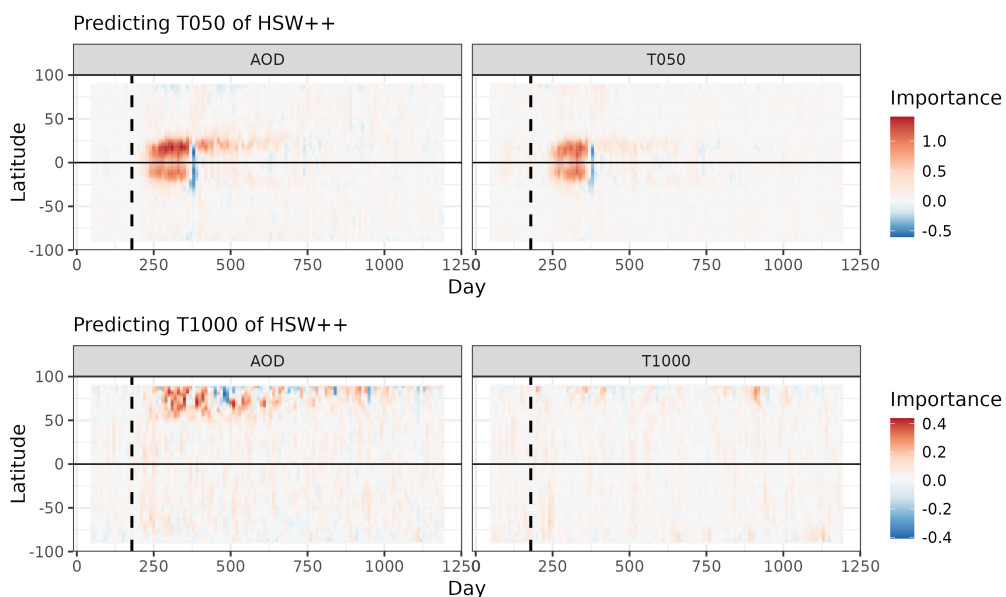 Predicting T050 of HSW++
AOD
T050
100
50
0
-50
-100
Latitude
0 250 500 750 1000 1250
0 250 500 750 1000 1250
Day
Importance
1.0
0.5
0.0
-0.5
Predicting T1000 of HSW++
AOD
T1000
100
50
0
-50
-100
Latitude
0 250 500 750 1000 1250
0 250 500 750 1000 1250
Day
Importance
0.4
0.2
0.0
-0.2
-0.4